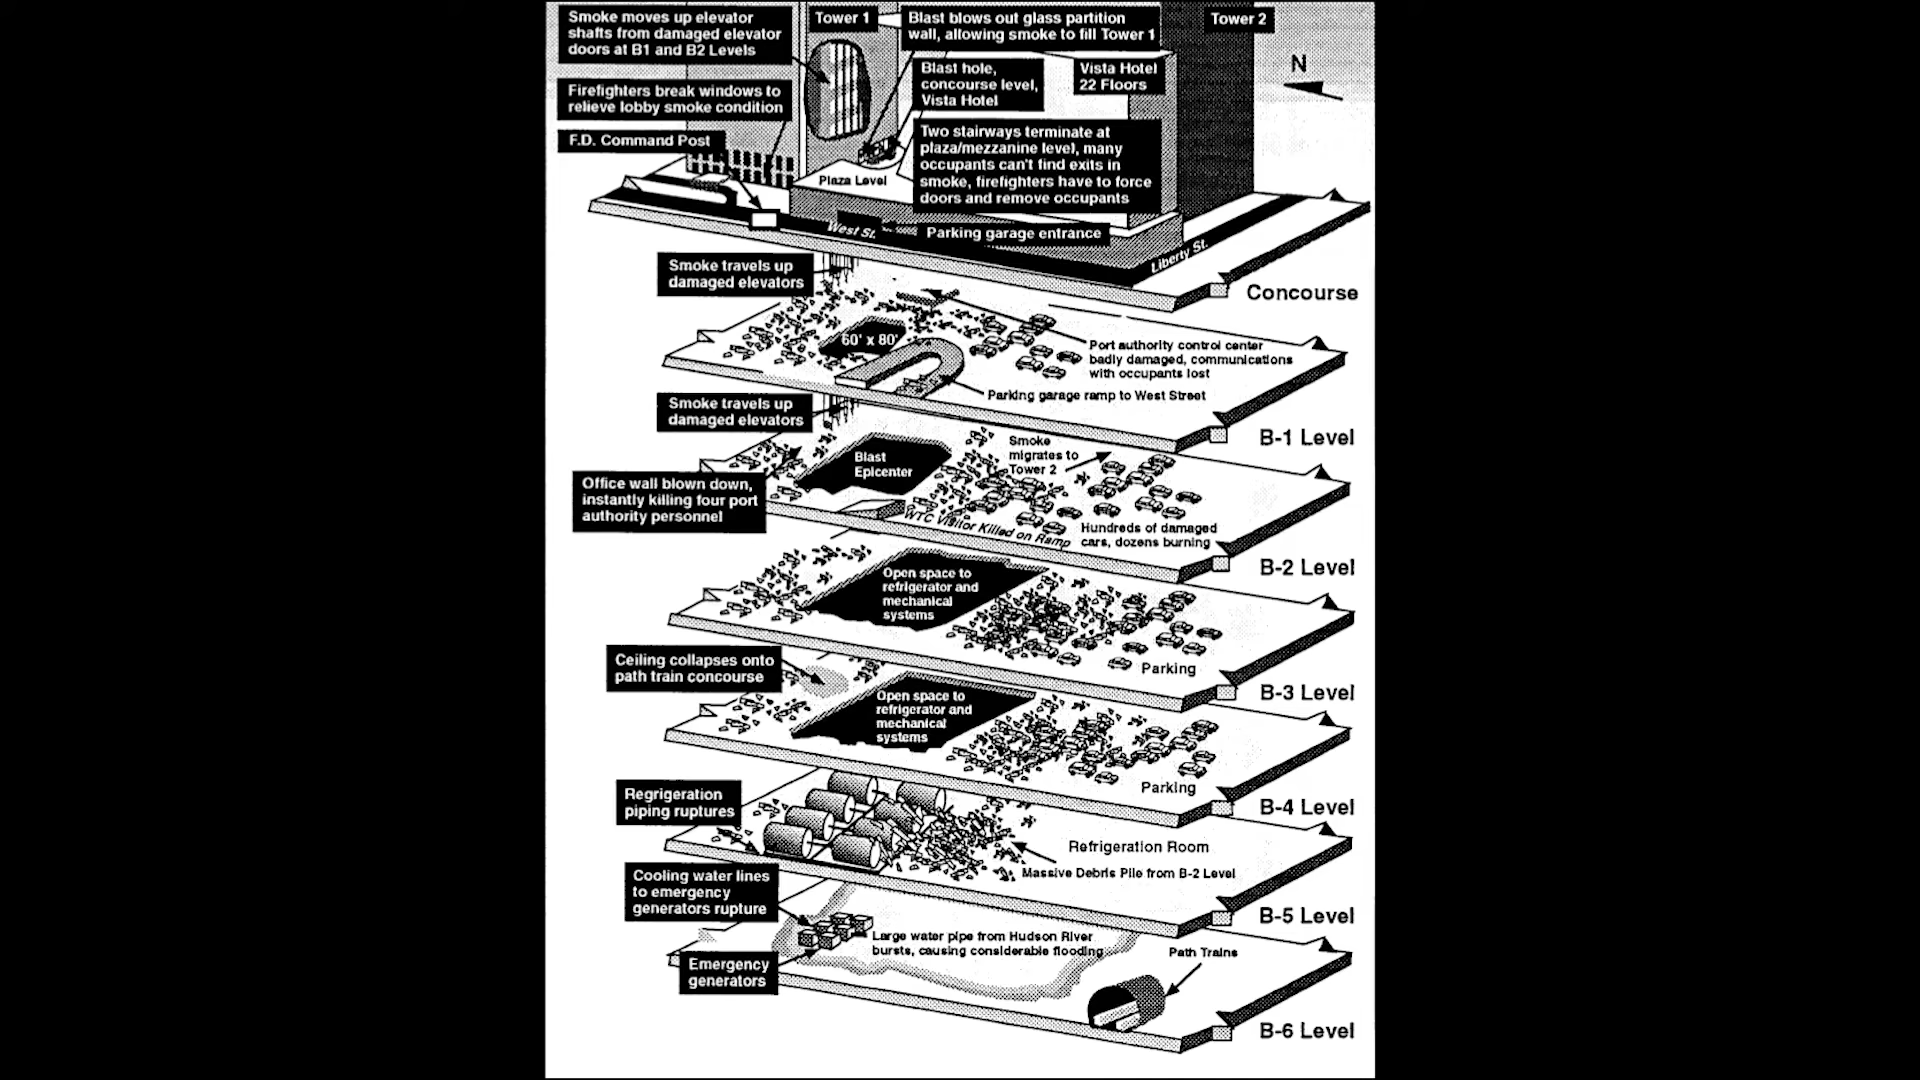 Smoke moves up elevator
shafts from damaged elevator
doors at B1 and B2 Levels
Tower 1
Blast blows out glass partition
wall, allowing smoke to fill Tower 1
Tower 2
Blast hole,
concourse level,
Vista Hotel
Vista Hotel
22 Floors
N
Firefighters break windows to
relieve lobby smoke condition
F.D. Command Post
Two stairways terminate at
plaza/mezzanine level, many
occupants can't find exits in
smoke, firefighters have to force
doors and remove occupants
Plaza Level
West St.
Parking garage entrance
Liberty St.
Concourse
Smoke travels up
damaged elevators
60' x 80'
Port authority control center
badly damaged, communications
with occupants lost
Parking garage ramp to West Street
B-1 Level
Smoke travels up
damaged elevators
Blast
Epicenter
Smoke
migrates to
Tower 2
Office wall blown down,
instantly killing four port
authority personnel
WTC Visitor Killed on Ramp
Hundreds of damaged
cars, dozens burning
B-2 Level
Open space to
refrigerator and
mechanical
systems
Parking
B-3 Level
Ceiling collapses onto
path train concourse
Open space to
refrigerator and
mechanical
systems
Parking
B-4 Level
Regrigeration
piping ruptures
Refrigeration Room
Massive Debris Pile from B-2 Level
B-5 Level
Cooling water lines
to emergency
generators rupture
Large water pipe from Hudson River
bursts, causing considerable flooding
Path Trains
Emergency
generators
B-6 Level